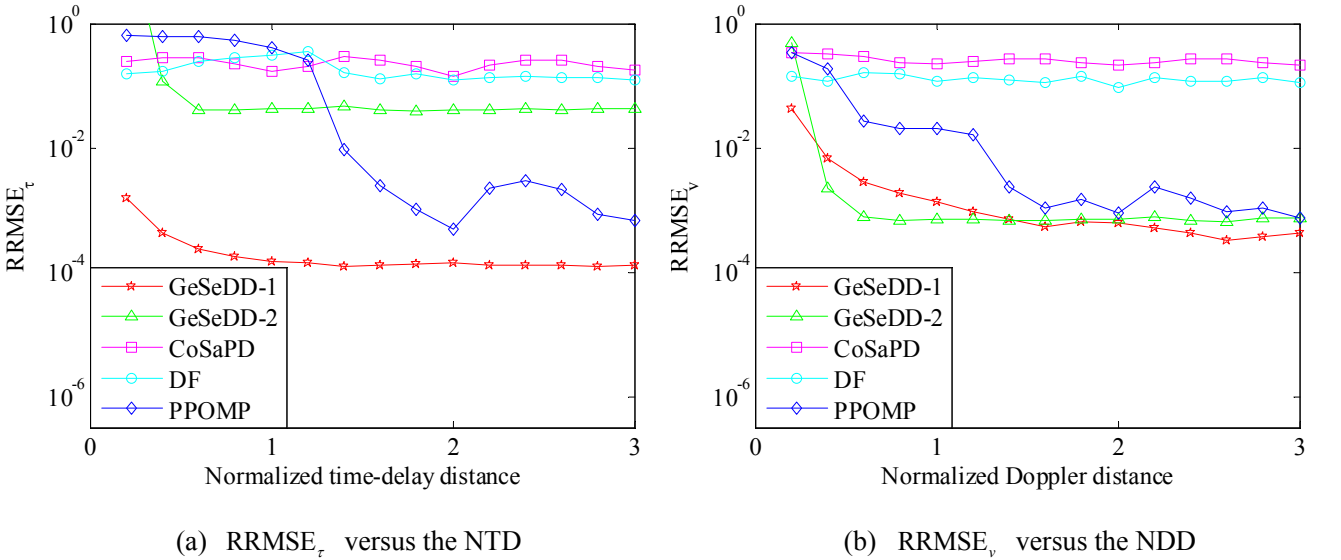 10^0
10^-2
10^-4
10^-6
RRMSE_τ
GeSeDD-1
GeSeDD-2
CoSaPD
DF
PPOMP
0 1 2 3
Normalized time-delay distance
(a) RRMSE_τ versus the NTD
10^0
10^-2
10^-4
10^-6
RRMSE_ν
GeSeDD-1
GeSeDD-2
CoSaPD
DF
PPOMP
0 1 2 3
Normalized Doppler distance
(b) RRMSE_ν versus the NDD